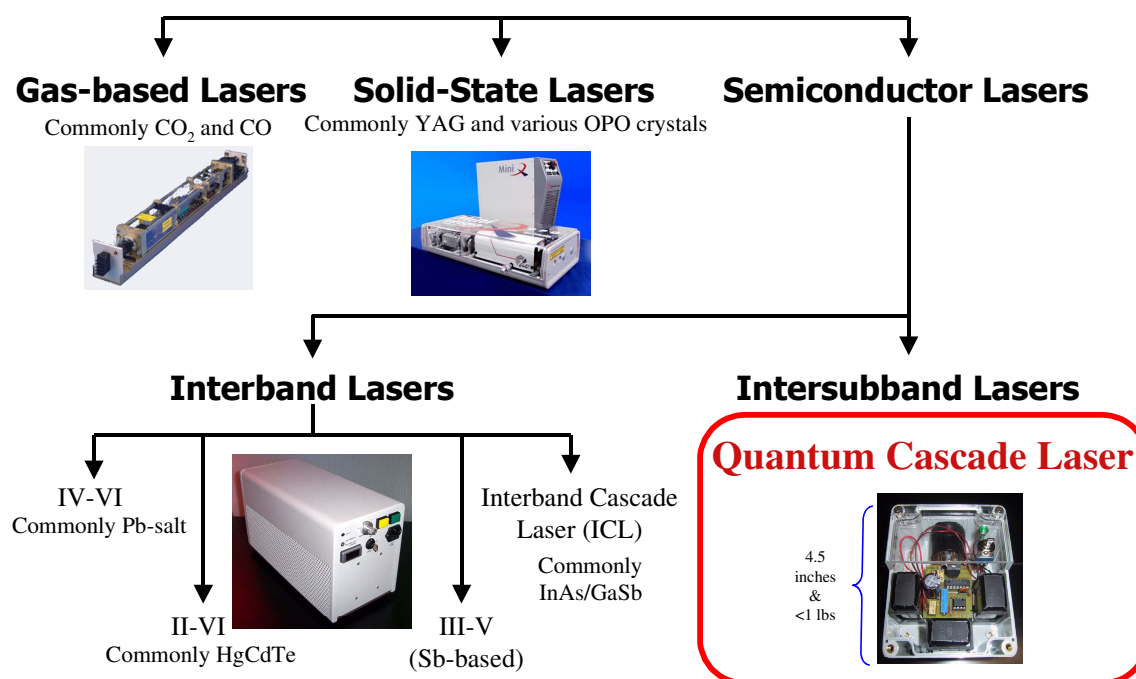 Gas-based Lasers
Commonly CO₂ and CO
Solid-State Lasers
Commonly YAG and various OPO crystals
Mini
Semiconductor Lasers
Interband Lasers
IV-VI
Commonly Pb-salt
II-VI
Commonly HgCdTe
III-V
(Sb-based)
Interband Cascade
Laser (ICL)
Commonly
InAs/GaSb
Intersubband Lasers
Quantum Cascade Laser
4.5
inches
&
<1 lbs